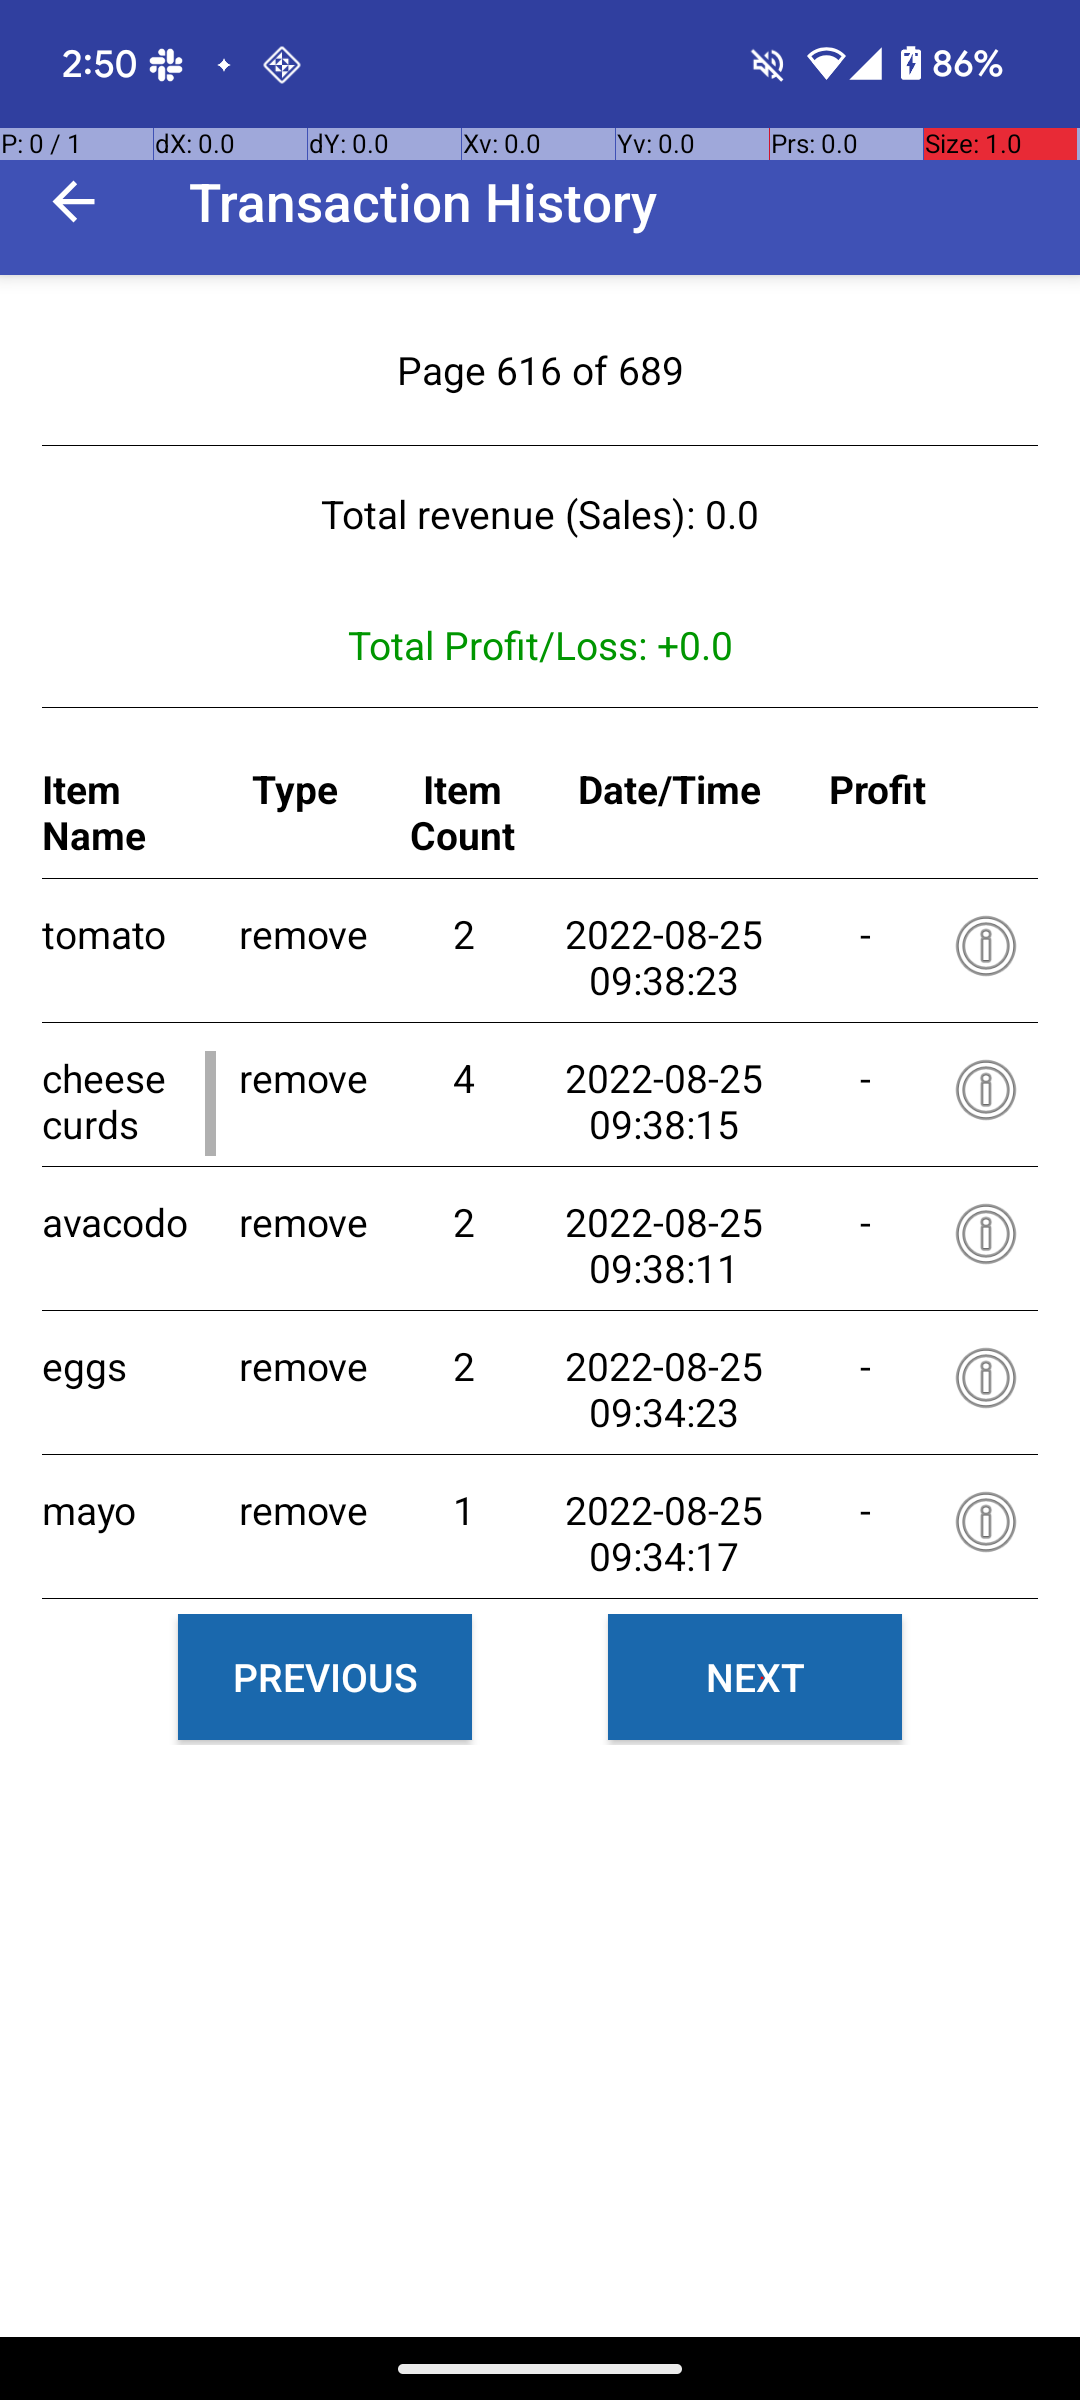 2:50 86%
P: 0 / 1 dX: 0.0 dY: 0.0 Xv: 0.0 Yv: 0.0 Prs: 0.0 Size: 1.0
Transaction History
Page 616 of 689
Total revenue (Sales): 0.0
Total Profit/Loss: +0.0
Item Name Type Item Count Date/Time Profit
tomato remove 2 2022-08-25 09:38:23 -
cheese curds remove 4 2022-08-25 09:38:15 -
avacodo remove 2 2022-08-25 09:38:11 -
eggs remove 2 2022-08-25 09:34:23 -
mayo remove 1 2022-08-25 09:34:17 -
PREVIOUS NEXT